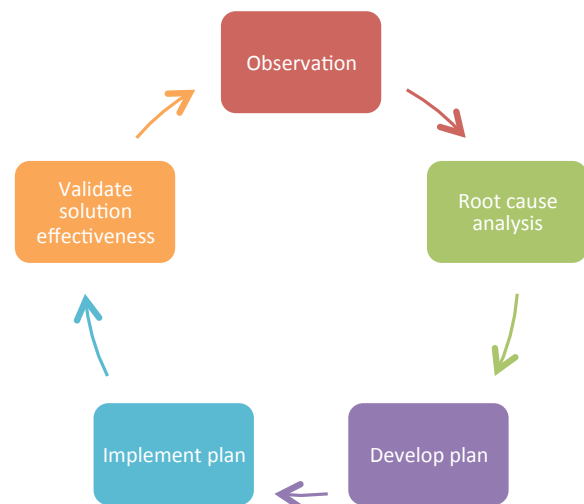 Observation
Root cause
analysis
Develop plan
Implement plan
Validate
solution
effectiveness